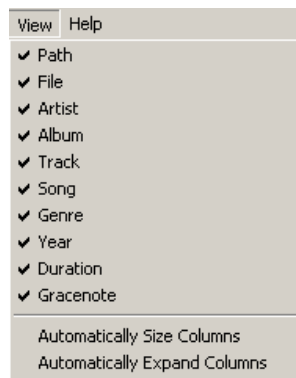 View Help
Path
File
Artist
Album
Track
Song
Genre
Year
Duration
Gracenote
Automatically Size Columns
Automatically Expand Columns